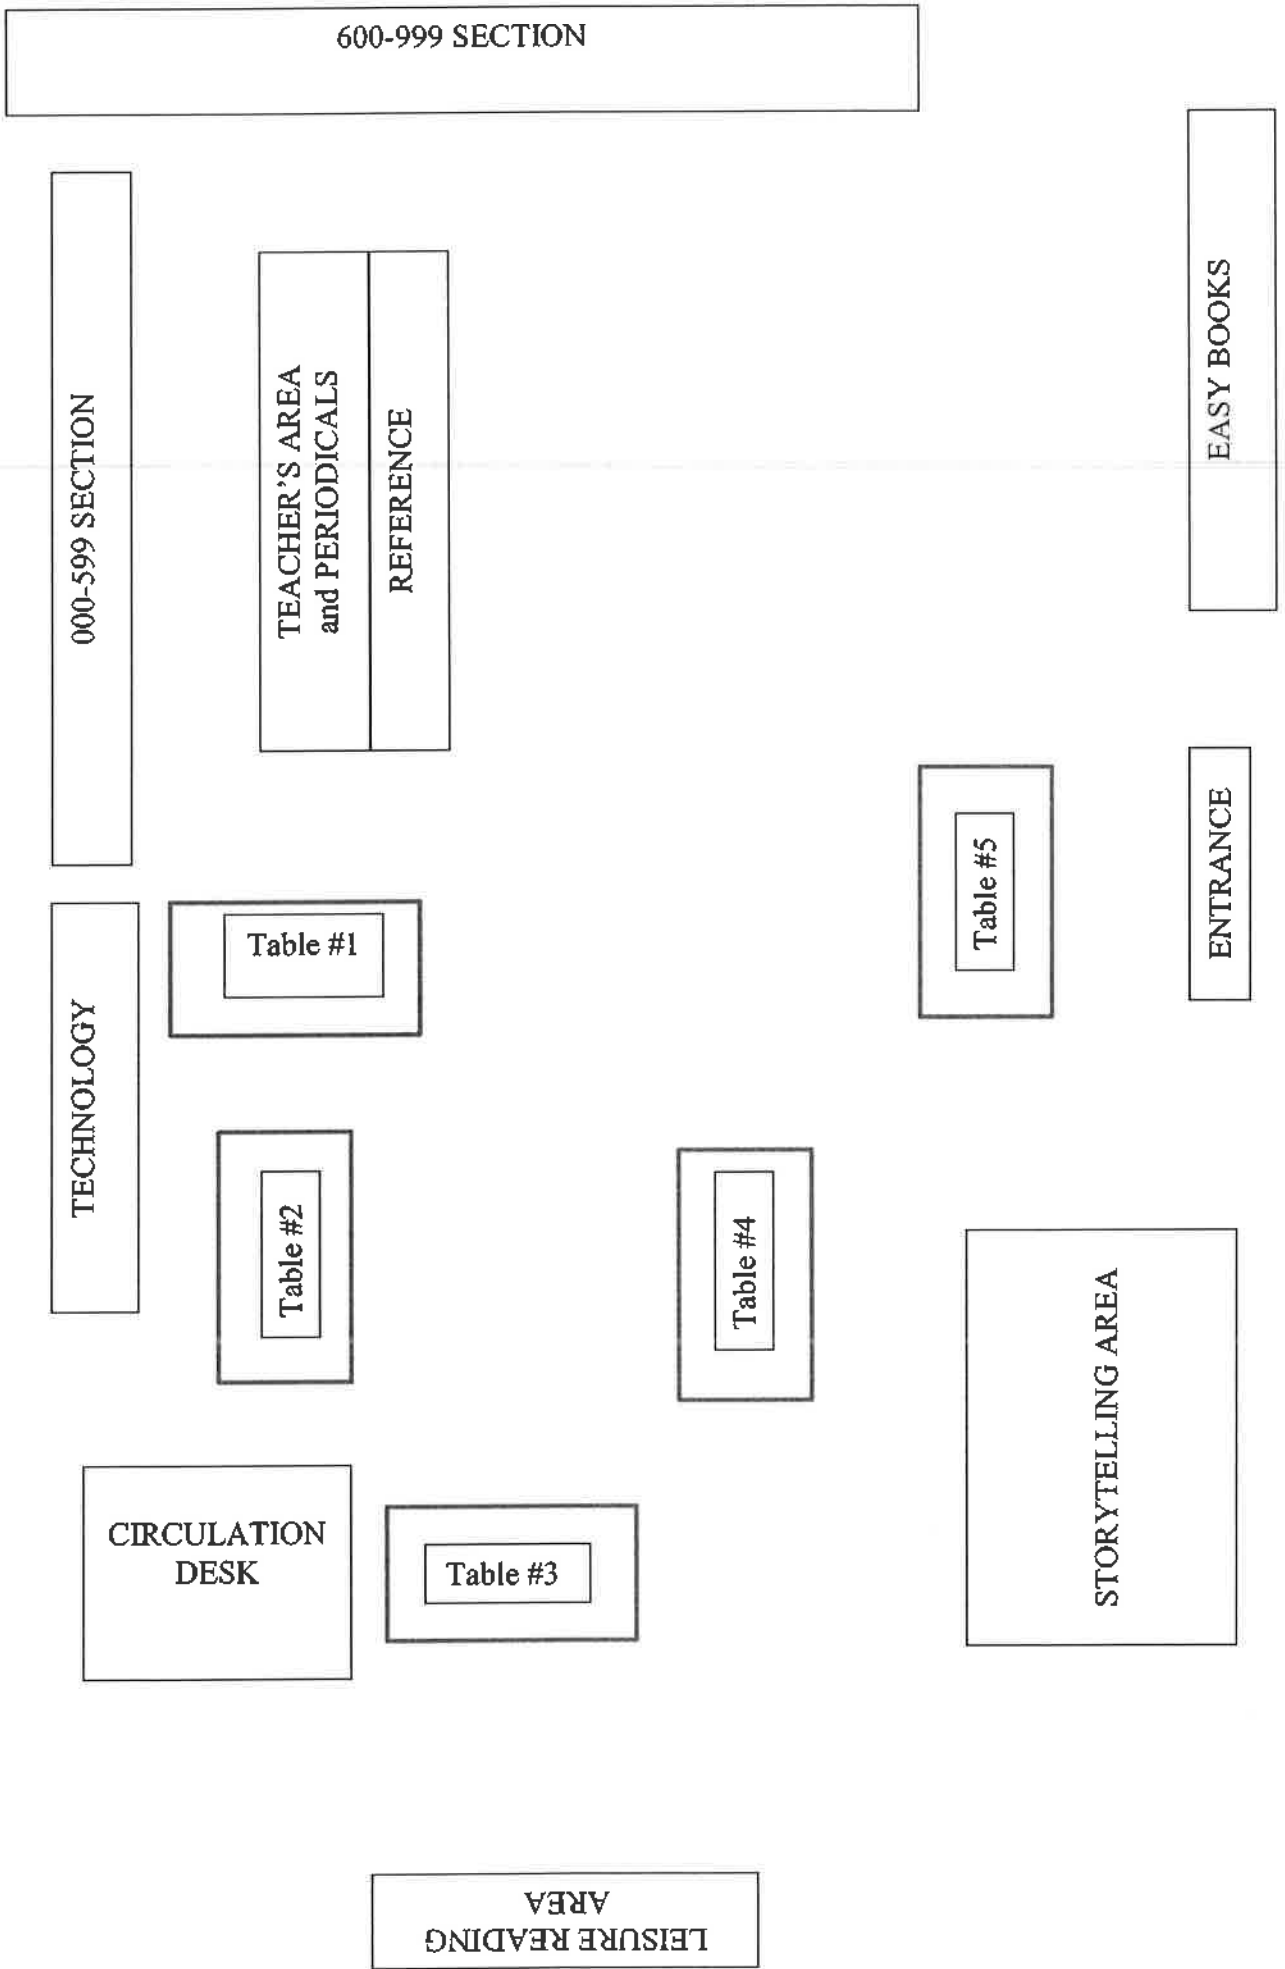 600-999 SECTION
000-599 SECTION
TEACHER'S AREA
and PERIODICALS
REFERENCE
EASY BOOKS
TECHNOLOGY
Table #1
Table #5
ENTRANCE
Table #2
Table #4
STORYTELLING AREA
CIRCULATION
DESK
Table #3
LEISURE READING
AREA